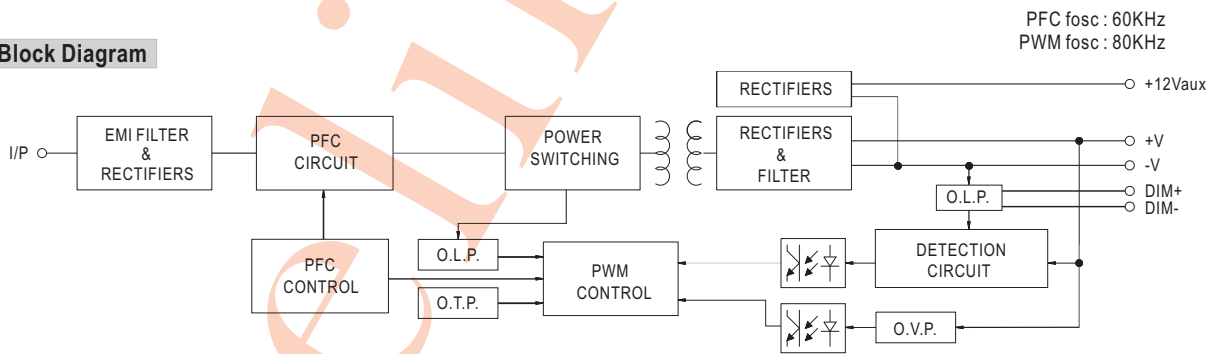 PFC fosc : 60KHz
PWM fosc : 80KHz
Block Diagram
RECTIFIERS
+12Vaux
I/P
EMI FILTER
&
RECTIFIERS
PFC
CIRCUIT
POWER
SWITCHING
RECTIFIERS
&
FILTER
+V
-V
O.L.P.
DIM+
DIM-
PFC
CONTROL
O.L.P.
O.T.P.
PWM
CONTROL
DETECTION
CIRCUIT
O.V.P.